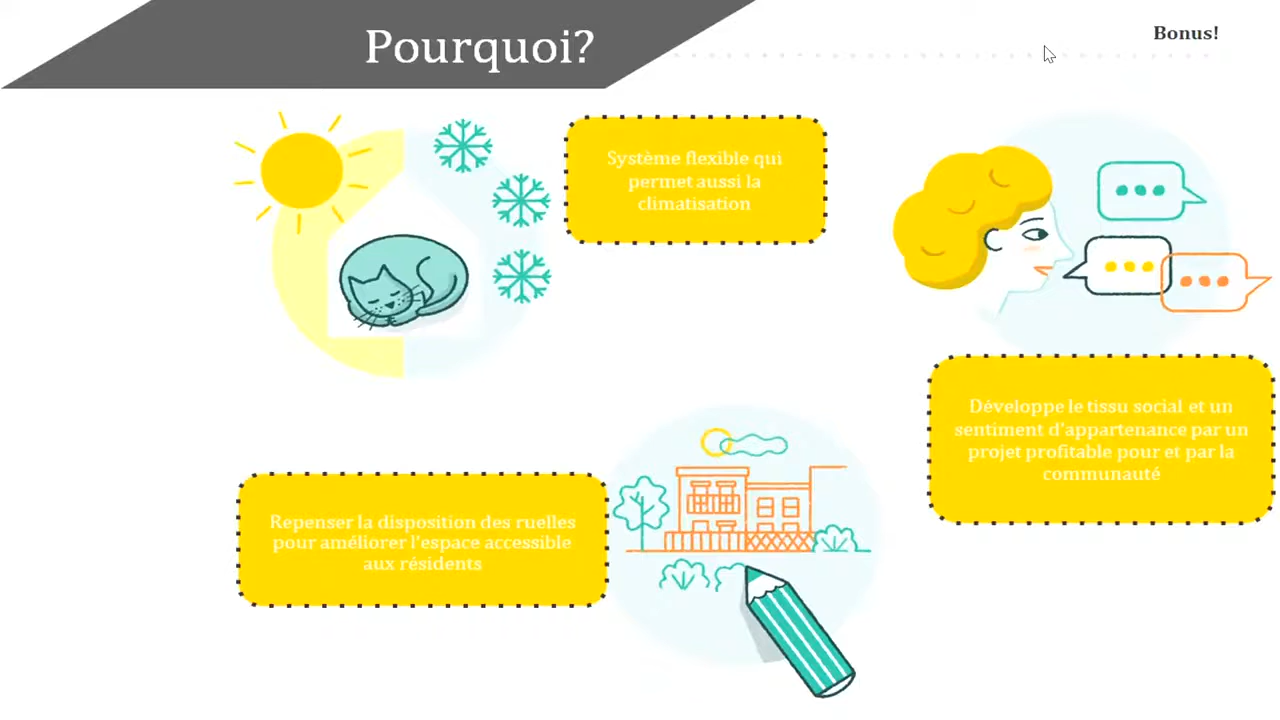 Pourquoi?
Bonus!
Système flexible qui
permet aussi la
climatisation
Développe le tissu social et un
sentiment d'appartenance par un
projet profitable pour et par la
communauté
Repenser la disposition des ruelles
pour améliorer l'espace accessible
aux résidents